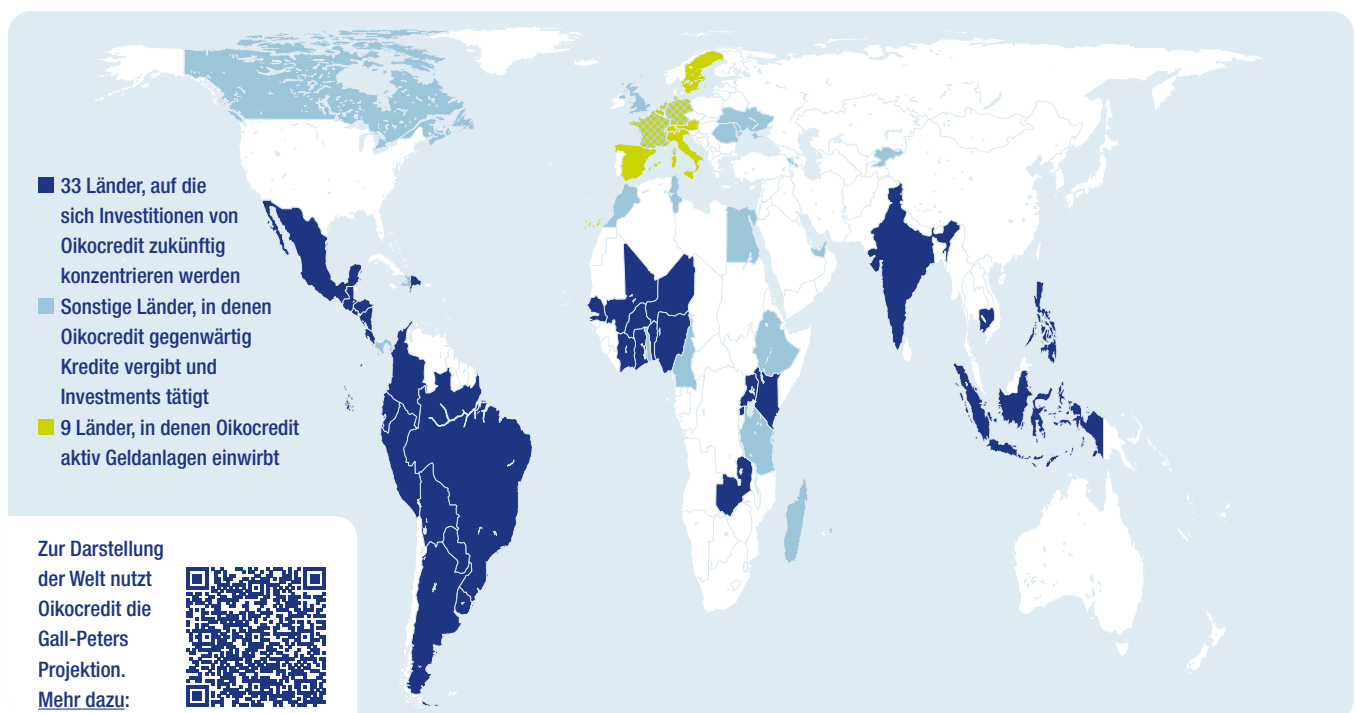 33 Länder, auf die
sich Investitionen von
Oikocredit zukünftig
konzentrieren werden
Sonstige Länder, in denen
Oikocredit gegenwärtig
Kredite vergibt und
Investments tätigt
9 Länder, in denen Oikocredit
aktiv Geldanlagen einwirbt
Zur Darstellung
der Welt nutzt
Oikocredit die
Gall-Peters
Projektion.
Mehr dazu: